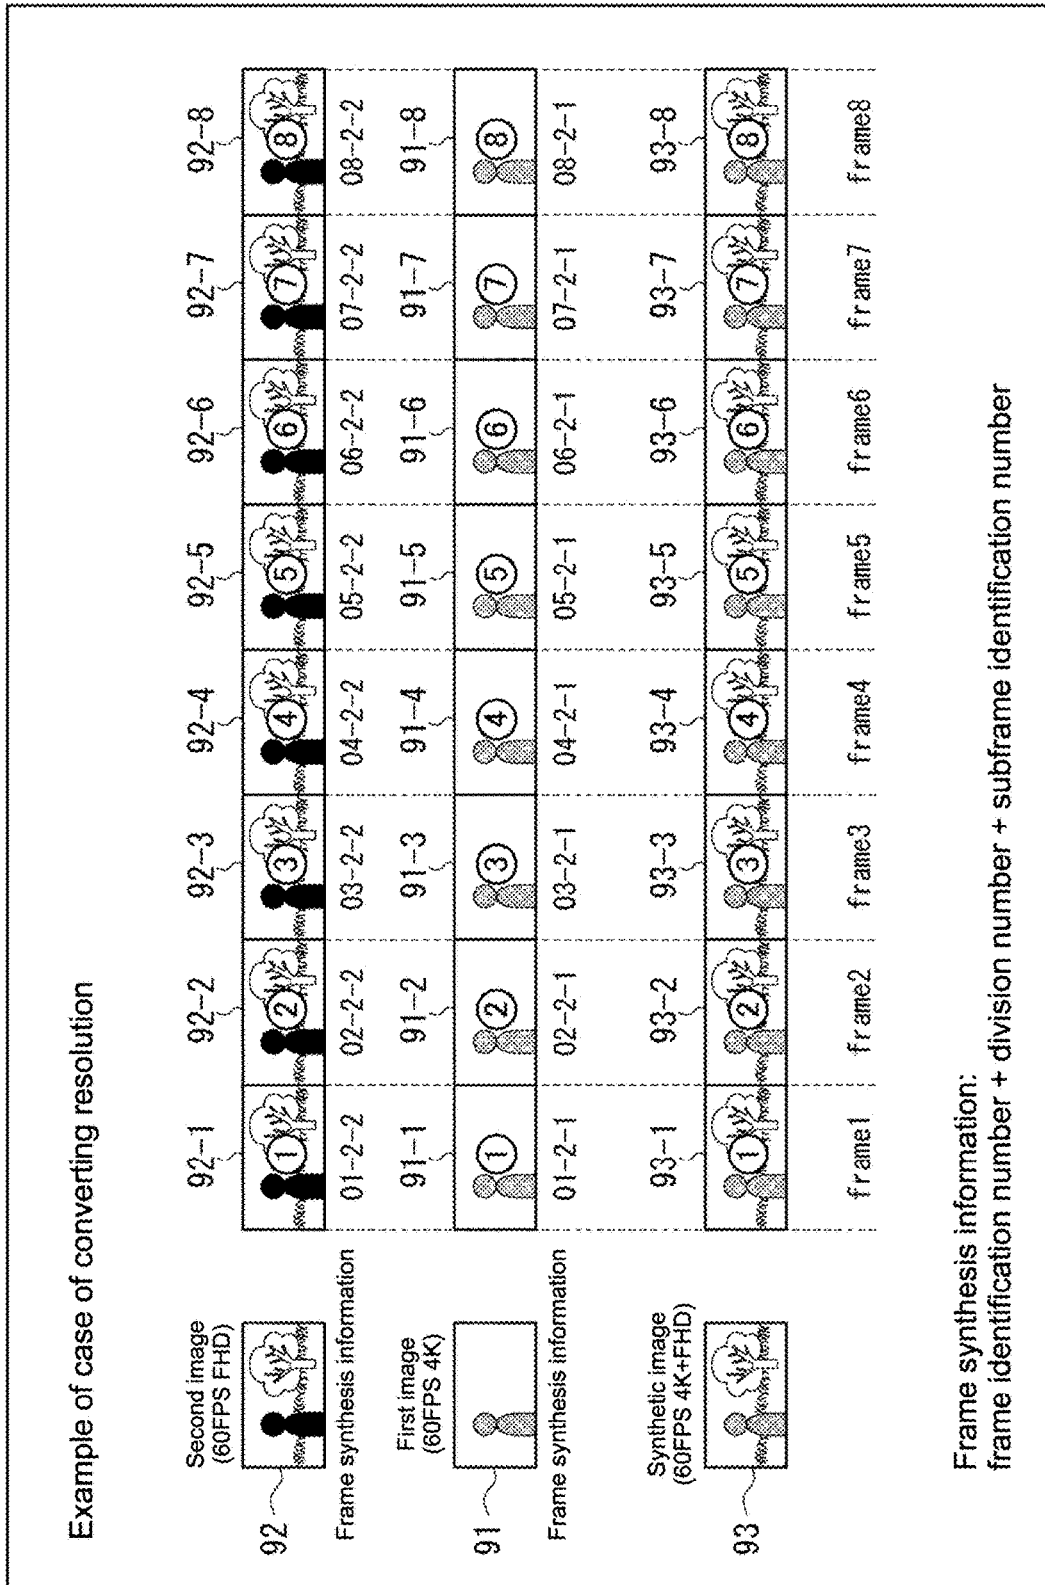 Example of case of converting resolution
92-1 92-2 92-3 92-4 92-5 92-6 92-7 92-8
Second image
(60FPS FHD)
92
1 2 3 4 5 6 7 8
Frame synthesis information 01-2-2 02-2-2 03-2-2 04-2-2 05-2-2 06-2-2 07-2-2 08-2-2
91-1 91-2 91-3 91-4 91-5 91-6 91-7 91-8
First image
(60FPS 4K)
91
1 2 3 4 5 6 7 8
Frame synthesis information 01-2-1 02-2-1 03-2-1 04-2-1 05-2-1 06-2-1 07-2-1 08-2-1
93-1 93-2 93-3 93-4 93-5 93-6 93-7 93-8
Synthetic image
(60FPS 4K+FHD)
93
1 2 3 4 5 6 7 8
frame1 frame2 frame3 frame4 frame5 frame6 frame7 frame8
Frame synthesis information:
frame identification number + division number + subframe identification number